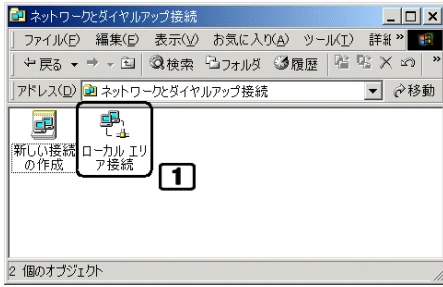 ネットワークとダイヤルアップ接続
ファイル(F) 編集(E) 表示(V) お気に入り(A) ツール(T) 詳細 »
戻る 検索 フォルダ 履歴 »
アドレス(D) ネットワークとダイヤルアップ接続 移動
新しい接続
の作成
ローカル エリ
ア接続
1
2 個のオブジェクト